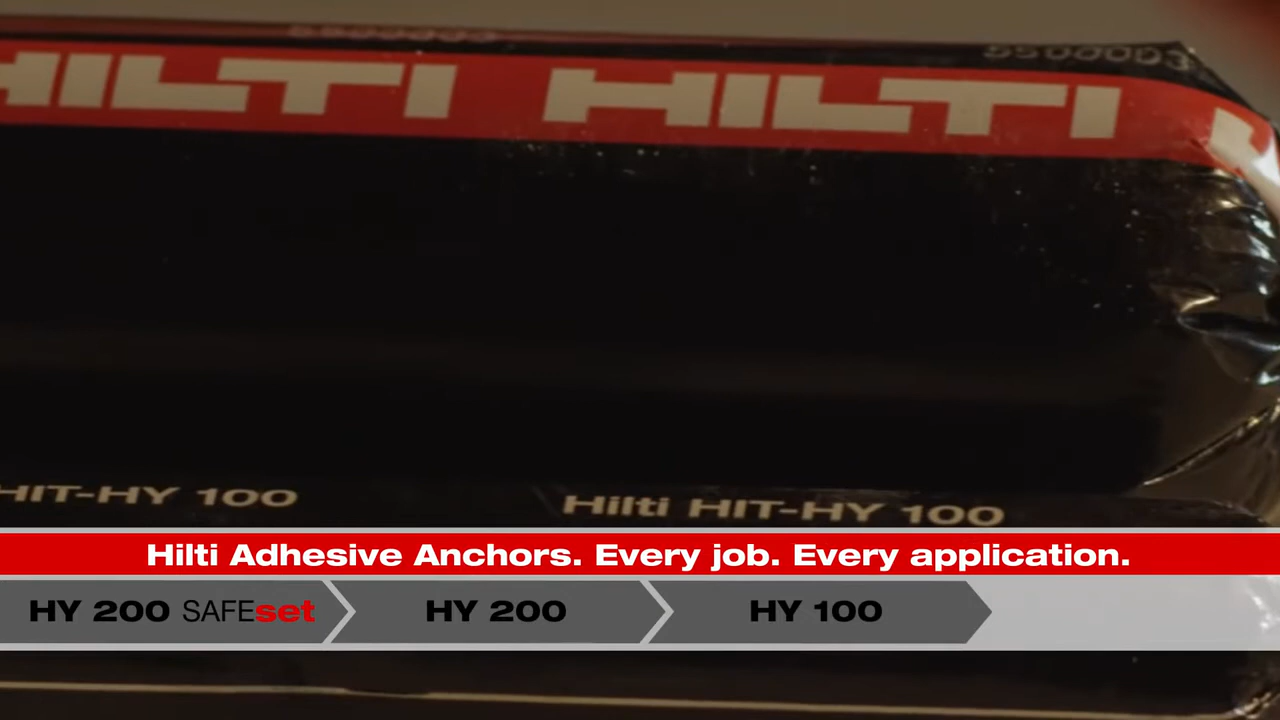 HILTI HILTI
HIT-HY 100 Hilti HIT-HY 100
Hilti Adhesive Anchors. Every job. Every application.
HY 200 SAFEset HY 200 HY 100